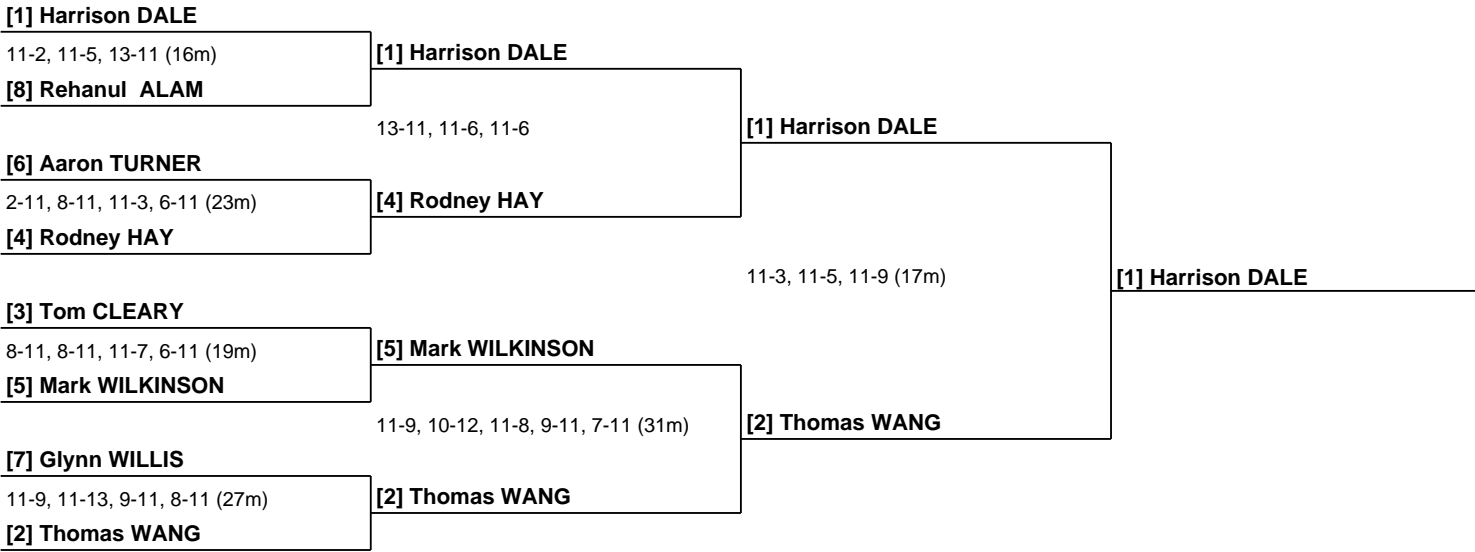 [1] Harrison DALE
11-2, 11-5, 13-11 (16m)
[8] Rehanul  ALAM
[6] Aaron TURNER
2-11, 8-11, 11-3, 6-11 (23m)
[4] Rodney HAY
[3] Tom CLEARY
8-11, 8-11, 11-7, 6-11 (19m)
[5] Mark WILKINSON
[7] Glynn WILLIS
11-9, 11-13, 9-11, 8-11 (27m)
[2] Thomas WANG
[1] Harrison DALE
13-11, 11-6, 11-6
[4] Rodney HAY
[5] Mark WILKINSON
11-9, 10-12, 11-8, 9-11, 7-11 (31m)
[2] Thomas WANG
[1] Harrison DALE
11-3, 11-5, 11-9 (17m)
[2] Thomas WANG
[1] Harrison DALE